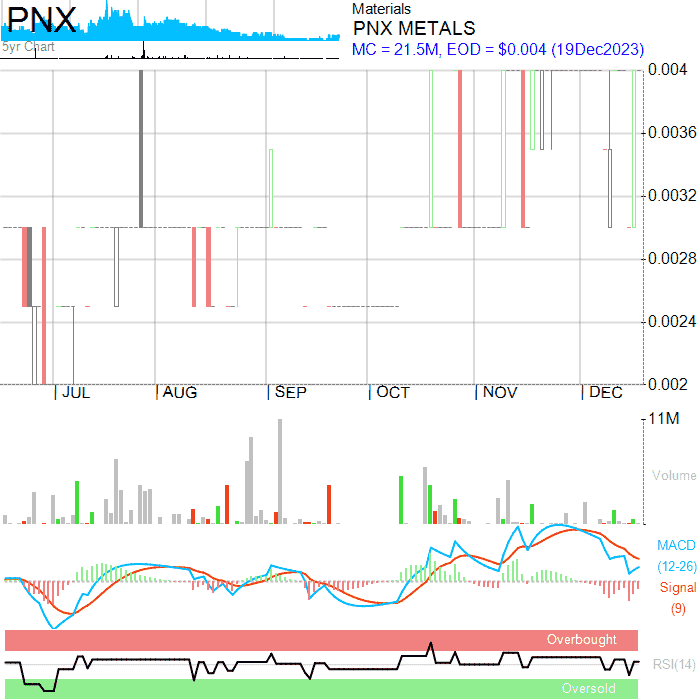 PNX
5yr Chart
Materials
PNX METALS
MC = 21.5M, EOD = $0.004 (19Dec2023)
0.004
0.0036
0.0032
0.0028
0.0024
0.002
| JUL | AUG | SEP | OCT | NOV | DEC
11M
Volume
MACD
(12-26)
Signal
(9)
Overbought
RSI(14)
Oversold